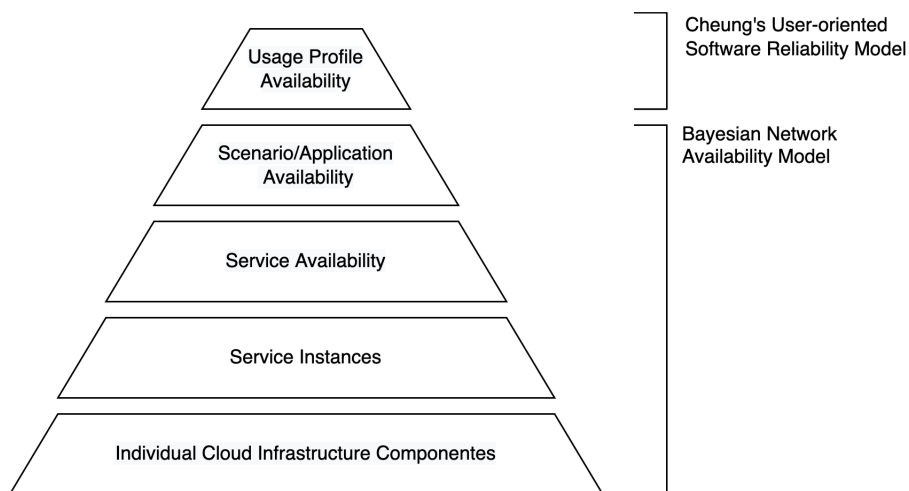 Usage Profile
Availability
Cheung's User-oriented
Software Reliability Model
Scenario/Application
Availability
Bayesian Network
Availability Model
Service Availability
Service Instances
Individual Cloud Infrastructure Componentes